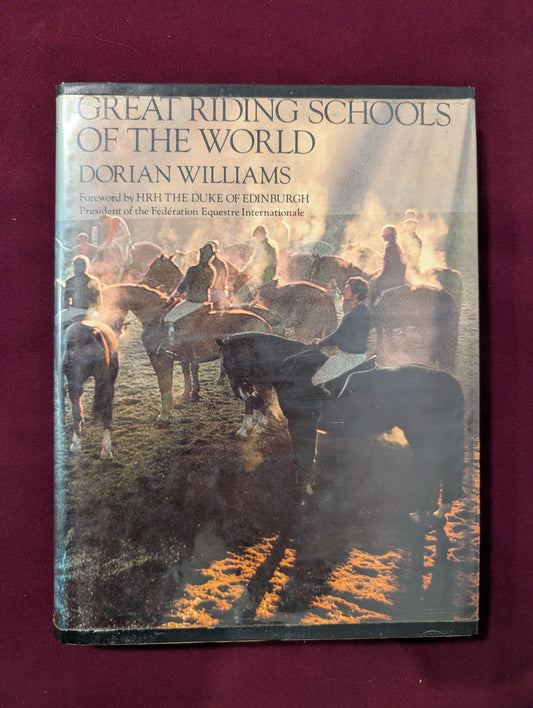 GREAT RIDING SCHOOLS
OF THE WORLD
DORIAN WILLIAMS
Foreword by HRH THE DUKE OF EDINBURGH
President of the Fédération Equestre Internationale